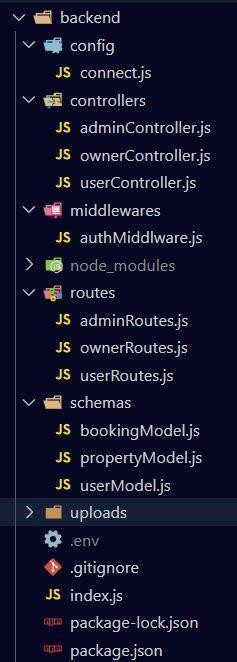 backend
config
JS connect.js
controllers
JS adminController.js
JS ownerController.js
JS userController.js
middlewares
JS authMiddlware.js
node_modules
routes
JS adminRoutes.js
JS ownerRoutes.js
JS userRoutes.js
schemas
JS bookingModel.js
JS propertyModel.js
JS userModel.js
uploads
.env
.gitignore
JS index.js
package-lock.json
package.json